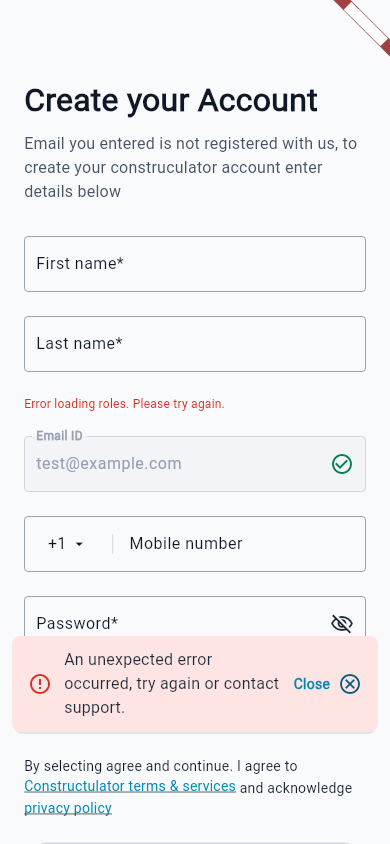 Create your Account
Email you entered is not registered with us, to
create your construculator account enter
details below
First name*
Last name*
Error loading roles. Please try again.
Email ID
test@example.com
+1
Mobile number
Password*
An unexpected error
occurred, try again or contact
support.
Close
By selecting agree and continue. I agree to
Constructulator terms & services and acknowledge
privacy policy